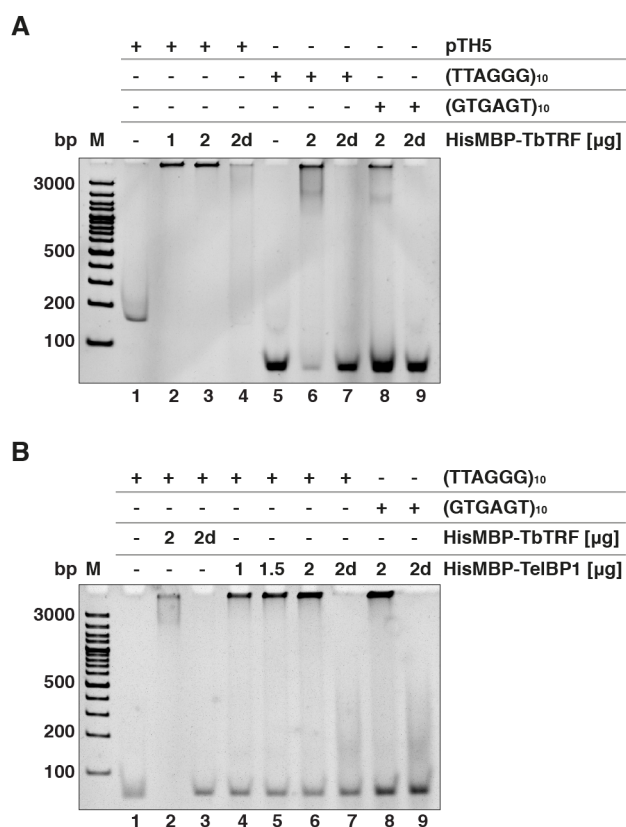 A
+ + + + - - - - - pTH5
- - - - + + + - - (TTAGGG)₁₀
- - - - - - - + + (GTGAGT)₁₀
bp M - 1 2 2d - 2 2d 2 2d HisMBP-TbTRF [µg]
3000
500
200
100
1 2 3 4 5 6 7 8 9
B
+ + + + + + + - - (TTAGGG)₁₀
- - - - - - - + + (GTGAGT)₁₀
- 2 2d - - - - - - HisMBP-TbTRF [µg]
bp M - - - 1 1.5 2 2d 2 2d HisMBP-TelBP1 [µg]
3000
500
200
100
1 2 3 4 5 6 7 8 9